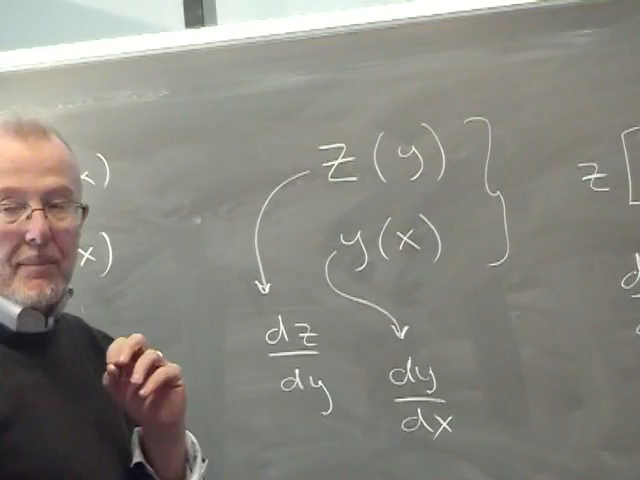 z(y)
y(x)
dz/dy
dy/dx
x)
x)
z[
d